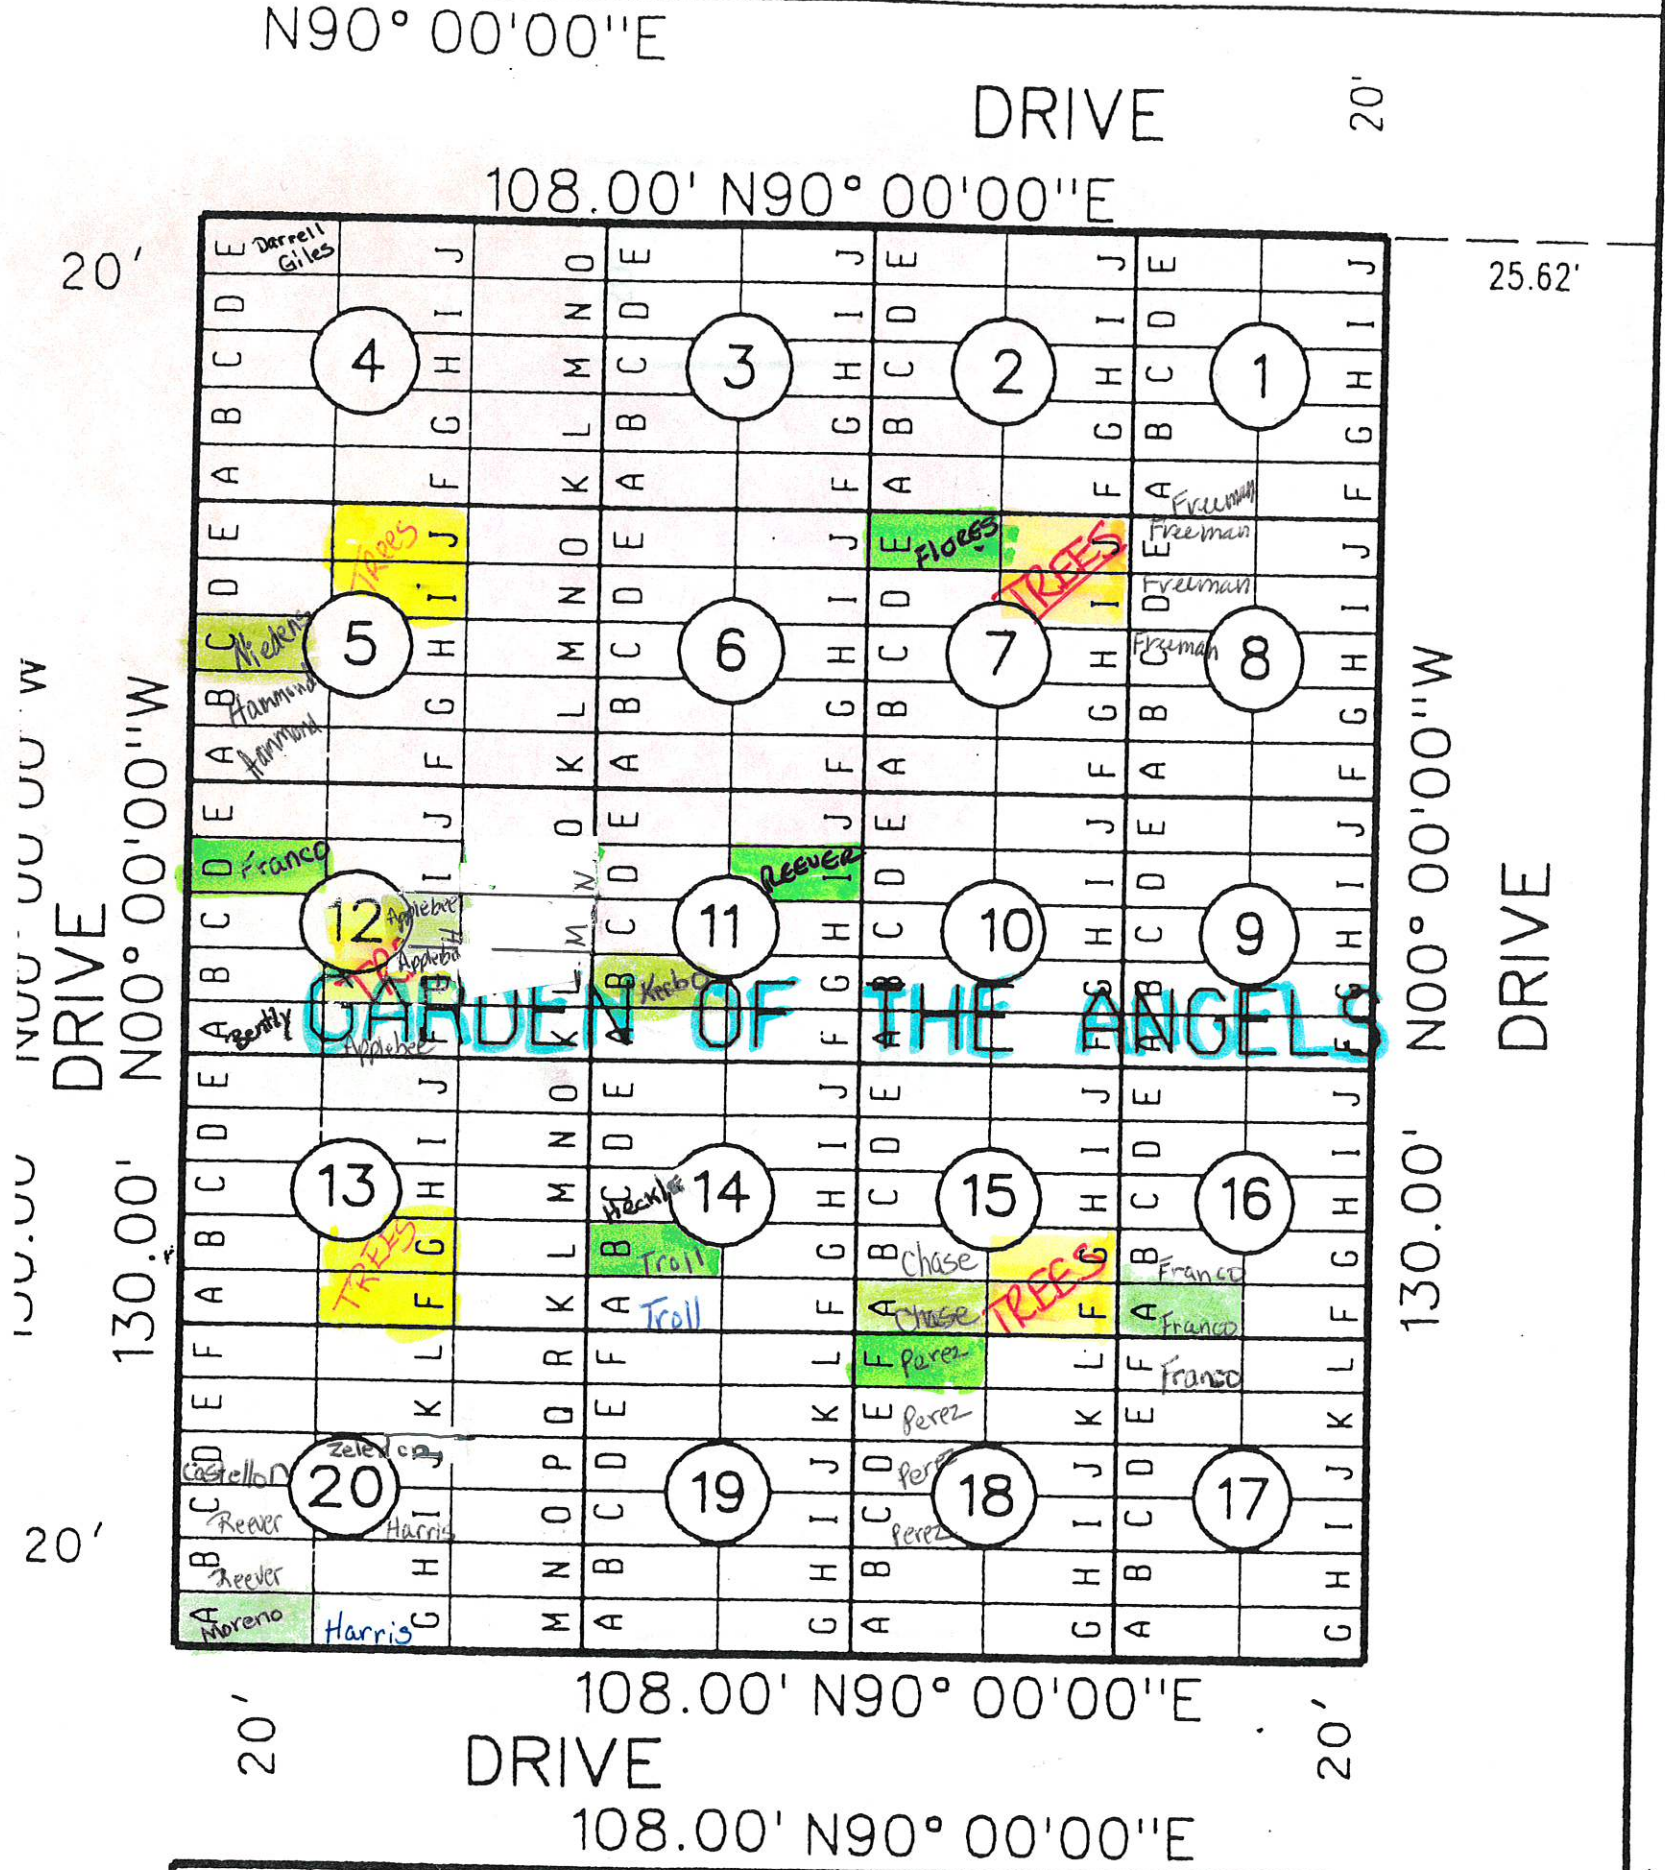 N90° 00'00"E
DRIVE
20'
108.00' N90° 00'00"E
20'
25.62'
E Darrell Giles J O E J E J E J
D I N D I D I D I
C 4 H M C 3 H C 2 H C 1 H
B G L B G B G B G
A F K A F A F A Freeman F
E Trees J O E J E FLORES TREES J E Freeman J
D I N D I D I D Freeman I
C Niedens 5 H M C 6 H C 7 H C Freeman 8 H
B Hammond G L B G B G B G
A Hammond F K A F A F A F
E J O E J E J E J
D Franco I N D REEVER I D I D I
C 12 Applebee H M C 11 H C 10 H C 9 H
B Applebee G L B G B G B G
GARDEN OF THE ANGELS
A Bently Applebee F K A F A F A F
E J O E J E J E J
D I N D I D I D I
C 13 H M C 14 H C 15 H C 16 H
B TREES G L B Troll G B Chase TREES G B Franco G
A F K A Troll F A Chase F A Franco F
F L R F L F Perez L F Franco L
E K Q E K E Perez K E K
D Castellon 20 J P D 19 J D Perez 18 J D 17 J
C Reever Harris I O C I C Perez I C I
B Reever H N B H B H B H
A Moreno Harris G M A G A G A G
N00° 00'00"W
DRIVE
N00° 00'00"W
130.00'
N00° 00'00"W
DRIVE
130.00'
20'
108.00' N90° 00'00"E
20'
20'
DRIVE
108.00' N90° 00'00"E